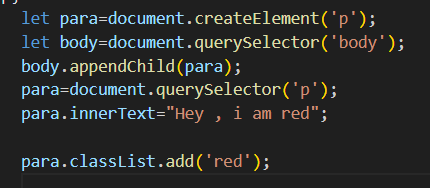 let para=document.createElement('p');
let body=document.querySelector('body');
body.appendChild(para);
para=document.querySelector('p');
para.innerText="Hey , i am red";
para.classList.add('red');